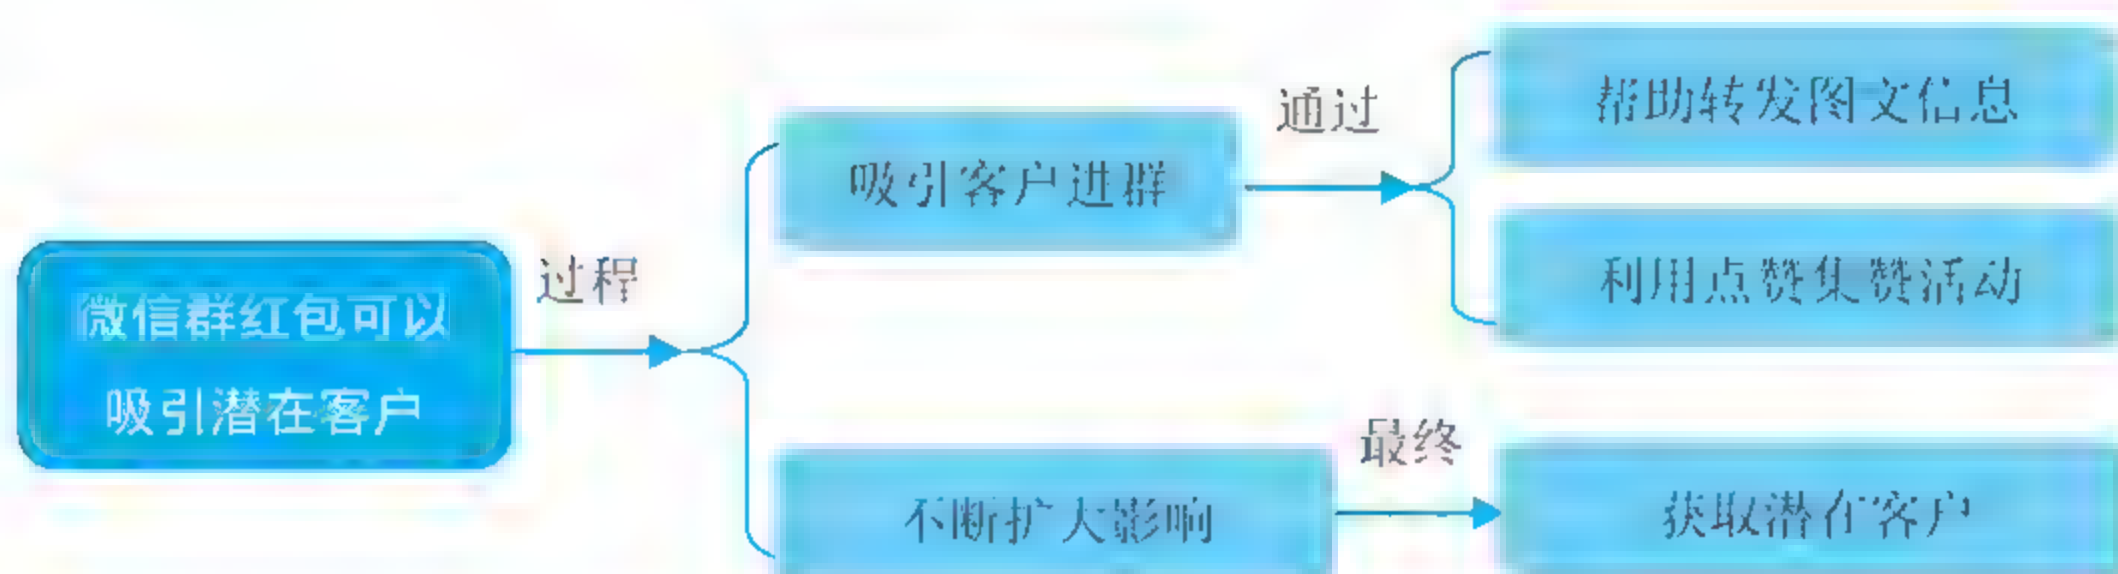 微信群红包可以
吸引潜在客户
过程
吸引客户进群
通过
帮助转发图文信息
利用点赞集赞活动
不断扩大影响
最终
获取潜在客户